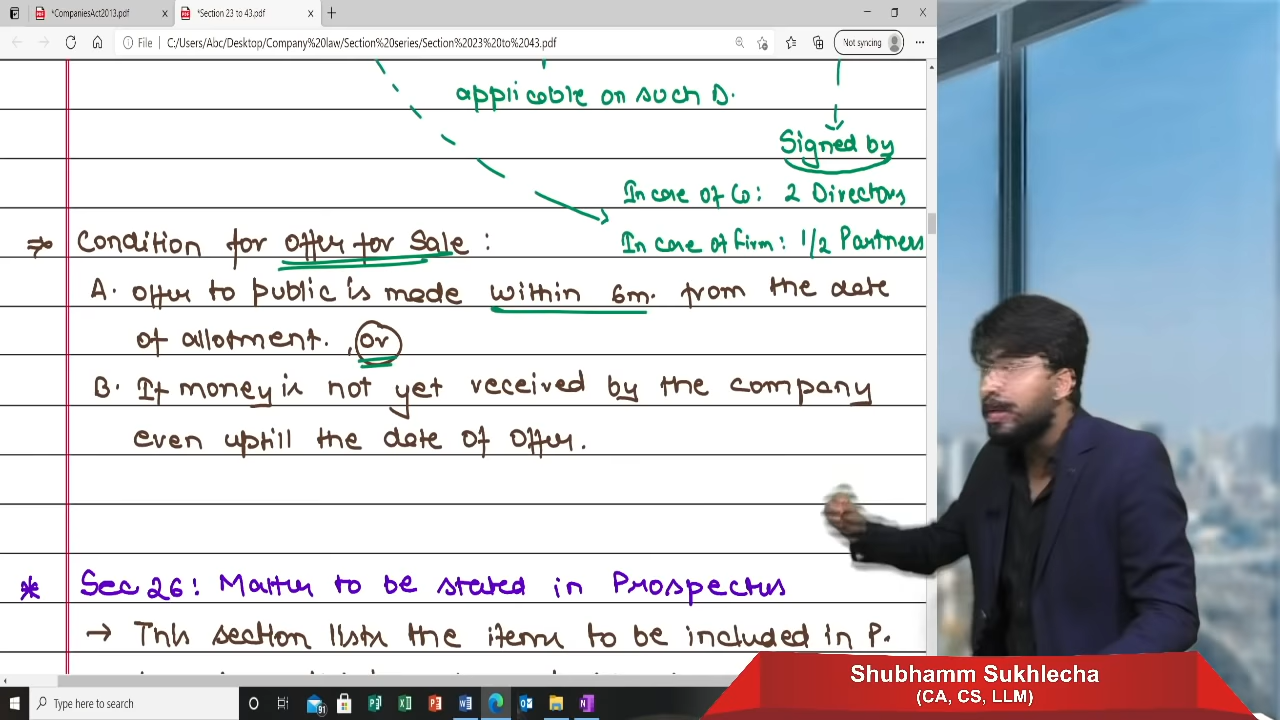 *CompaniesAct2013.pdf
*Section 23 to 43.pdf
File
C:/Users/Abc/Desktop/Company%20law/Section%20series/Section%2023%20to%2043.pdf
Not syncing
applicable on such D.
Signed by
In case of Co: 2 Directors
⇒ Condition for offer for Sale :
In case of Firm: 1/2 Partners
A. Offer to public is made within 6m. from the date
of allotment. , or
B. If money is not yet received by the company
even uptill the date of offer.
* Sec 26: Matter to be stated in Prospectus
→ This section lists the items to be included in P.
Shubhamm Sukhlecha
(CA, CS, LLM)
Type here to search
91